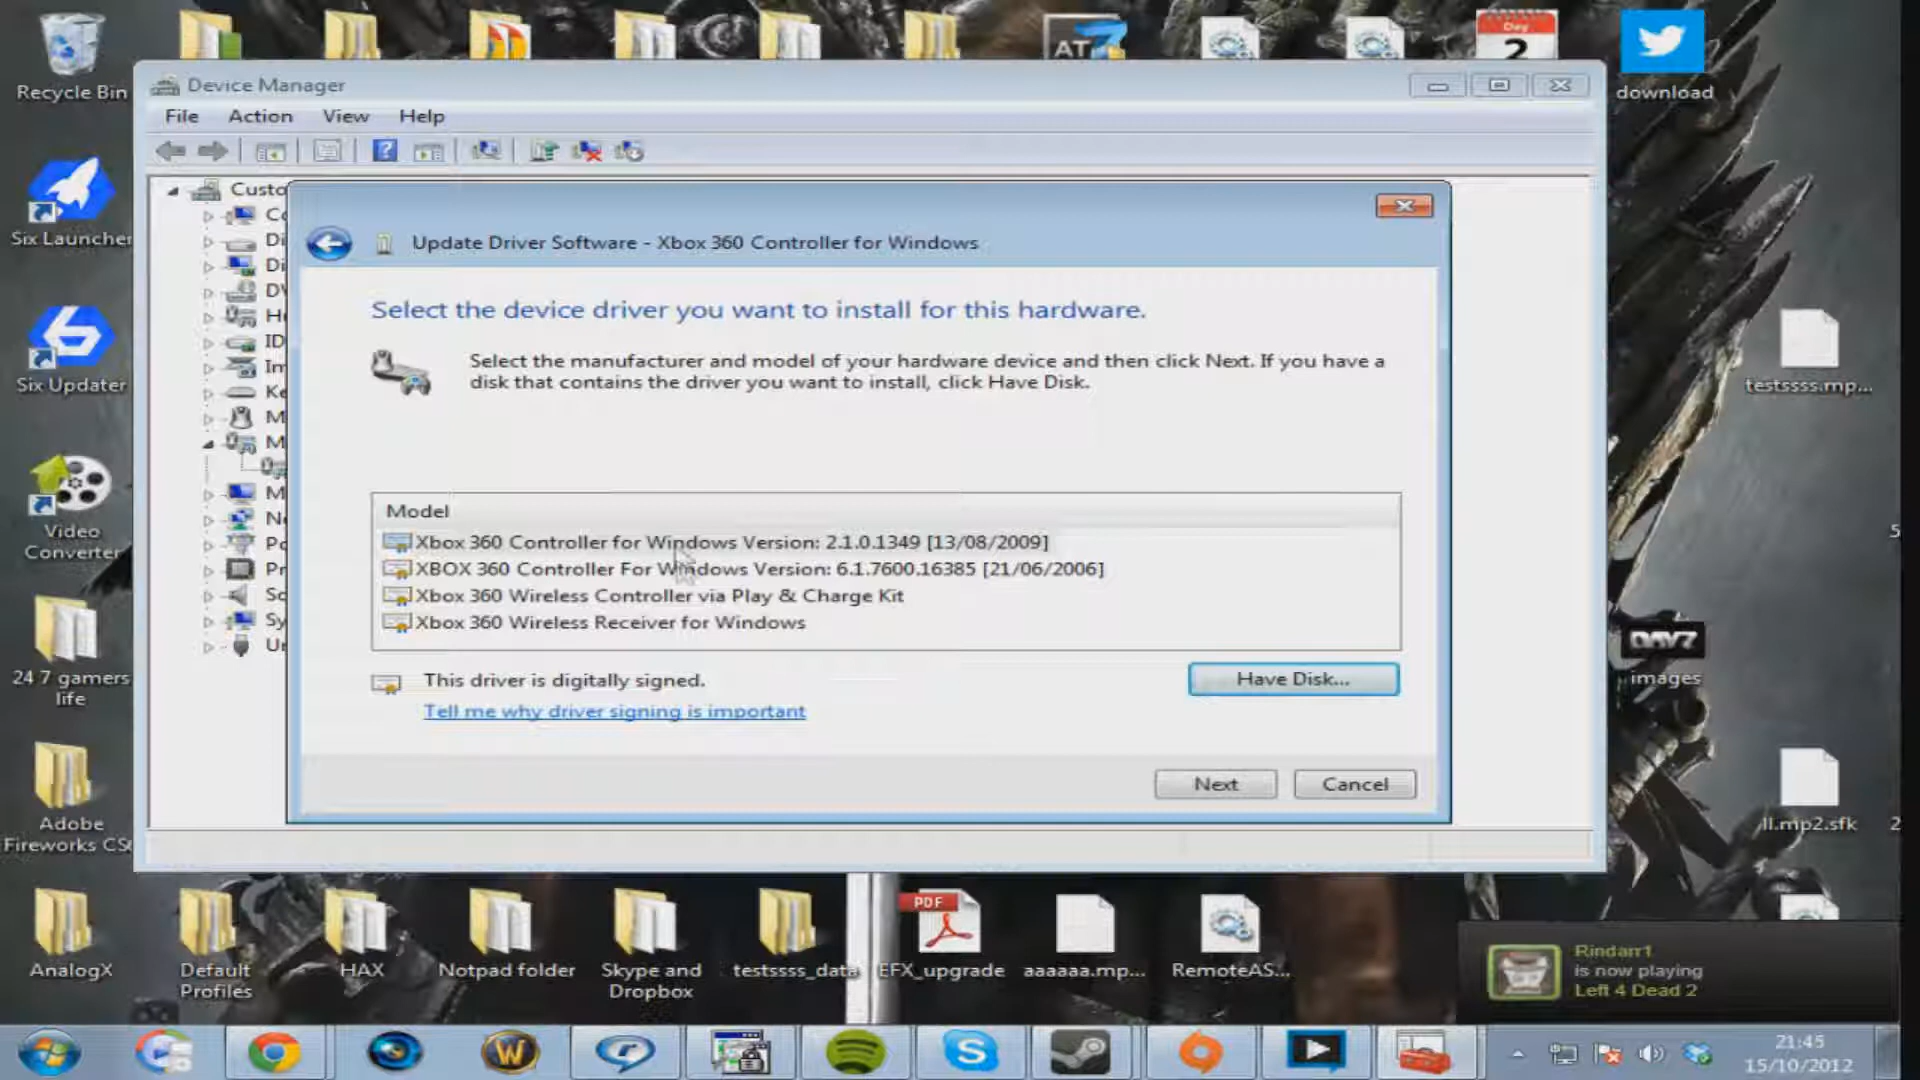 Recycle Bin
AT 7
Day
2
download
Device Manager
File Action View Help
Custo
Six Launcher
Update Driver Software - Xbox 360 Controller for Windows
Select the device driver you want to install for this hardware.
Select the manufacturer and model of your hardware device and then click Next. If you have a
disk that contains the driver you want to install, click Have Disk.
Six Updater
testssss.mp...
Model
Xbox 360 Controller for Windows Version: 2.1.0.1349 [13/08/2009]
XBOX 360 Controller For Windows Version: 6.1.7600.16385 [21/06/2006]
Xbox 360 Wireless Controller via Play & Charge Kit
Xbox 360 Wireless Receiver for Windows
Video
Converter
This driver is digitally signed.
Have Disk...
Tell me why driver signing is important
24 7 gamers
life
DAYZ
images
Next
Cancel
Adobe
Fireworks CS
ll.mp2.sfk
AnalogX
Default
Profiles
HAX
Notpad folder
Skype and
Dropbox
testssss_data
PDF
EFX_upgrade
aaaaaa.mp...
RemoteAS...
Rindarr1
is now playing
Left 4 Dead 2
21:45
15/10/2012